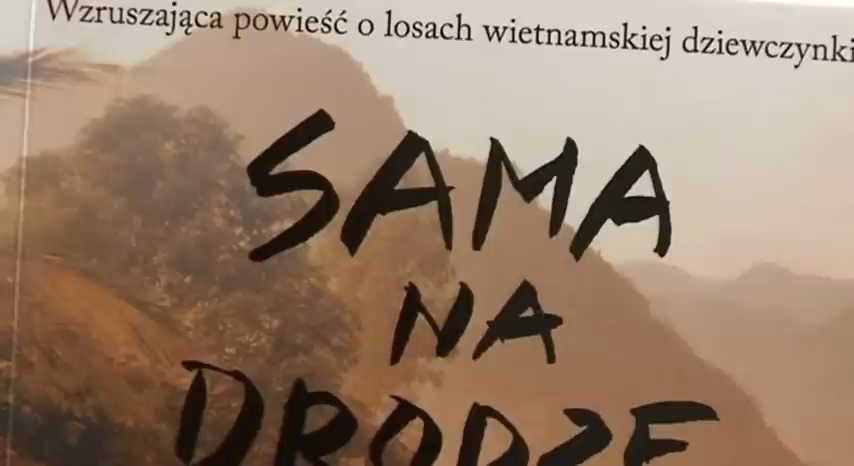 Wzruszająca powieść o losach wietnamskiej dziewczynki
SAMA
NA
DRODZE